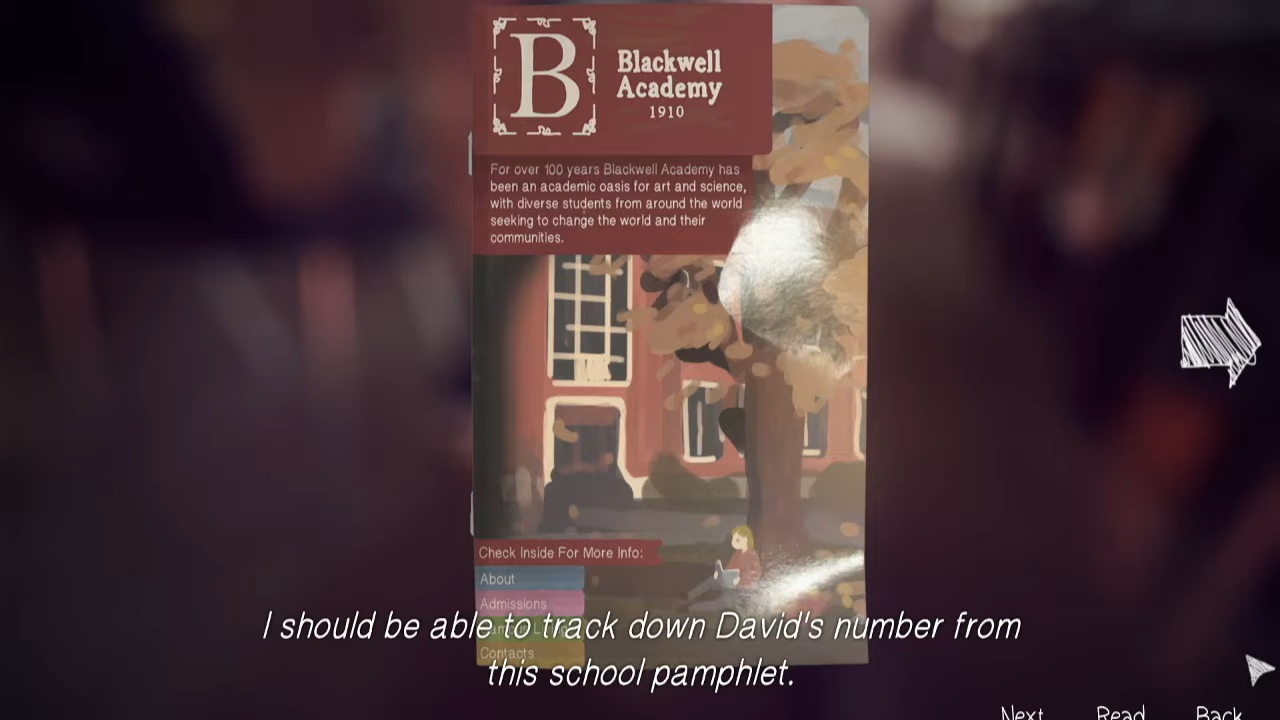 B
Blackwell
Academy
1910
For over 100 years Blackwell Academy has
been an academic oasis for art and science,
with diverse students from around the world
seeking to change the world and their
communities.
Check Inside For More Info:
About
Admissions
Contacts
I should be able to track down David's number from
this school pamphlet.
Next Read Back